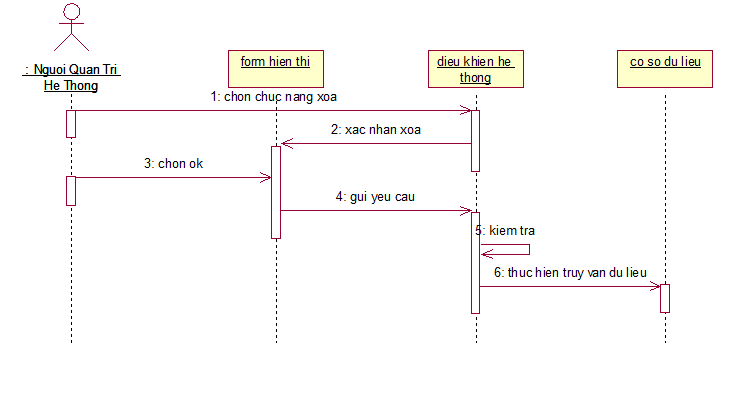 : Nguoi Quan Tri
He Thong
form hien thi
dieu khien he
thong
co so du lieu
1: chon chuc nang xoa
2: xac nhan xoa
3: chon ok
4: gui yeu cau
5: kiem tra
6: thuc hien truy van du lieu